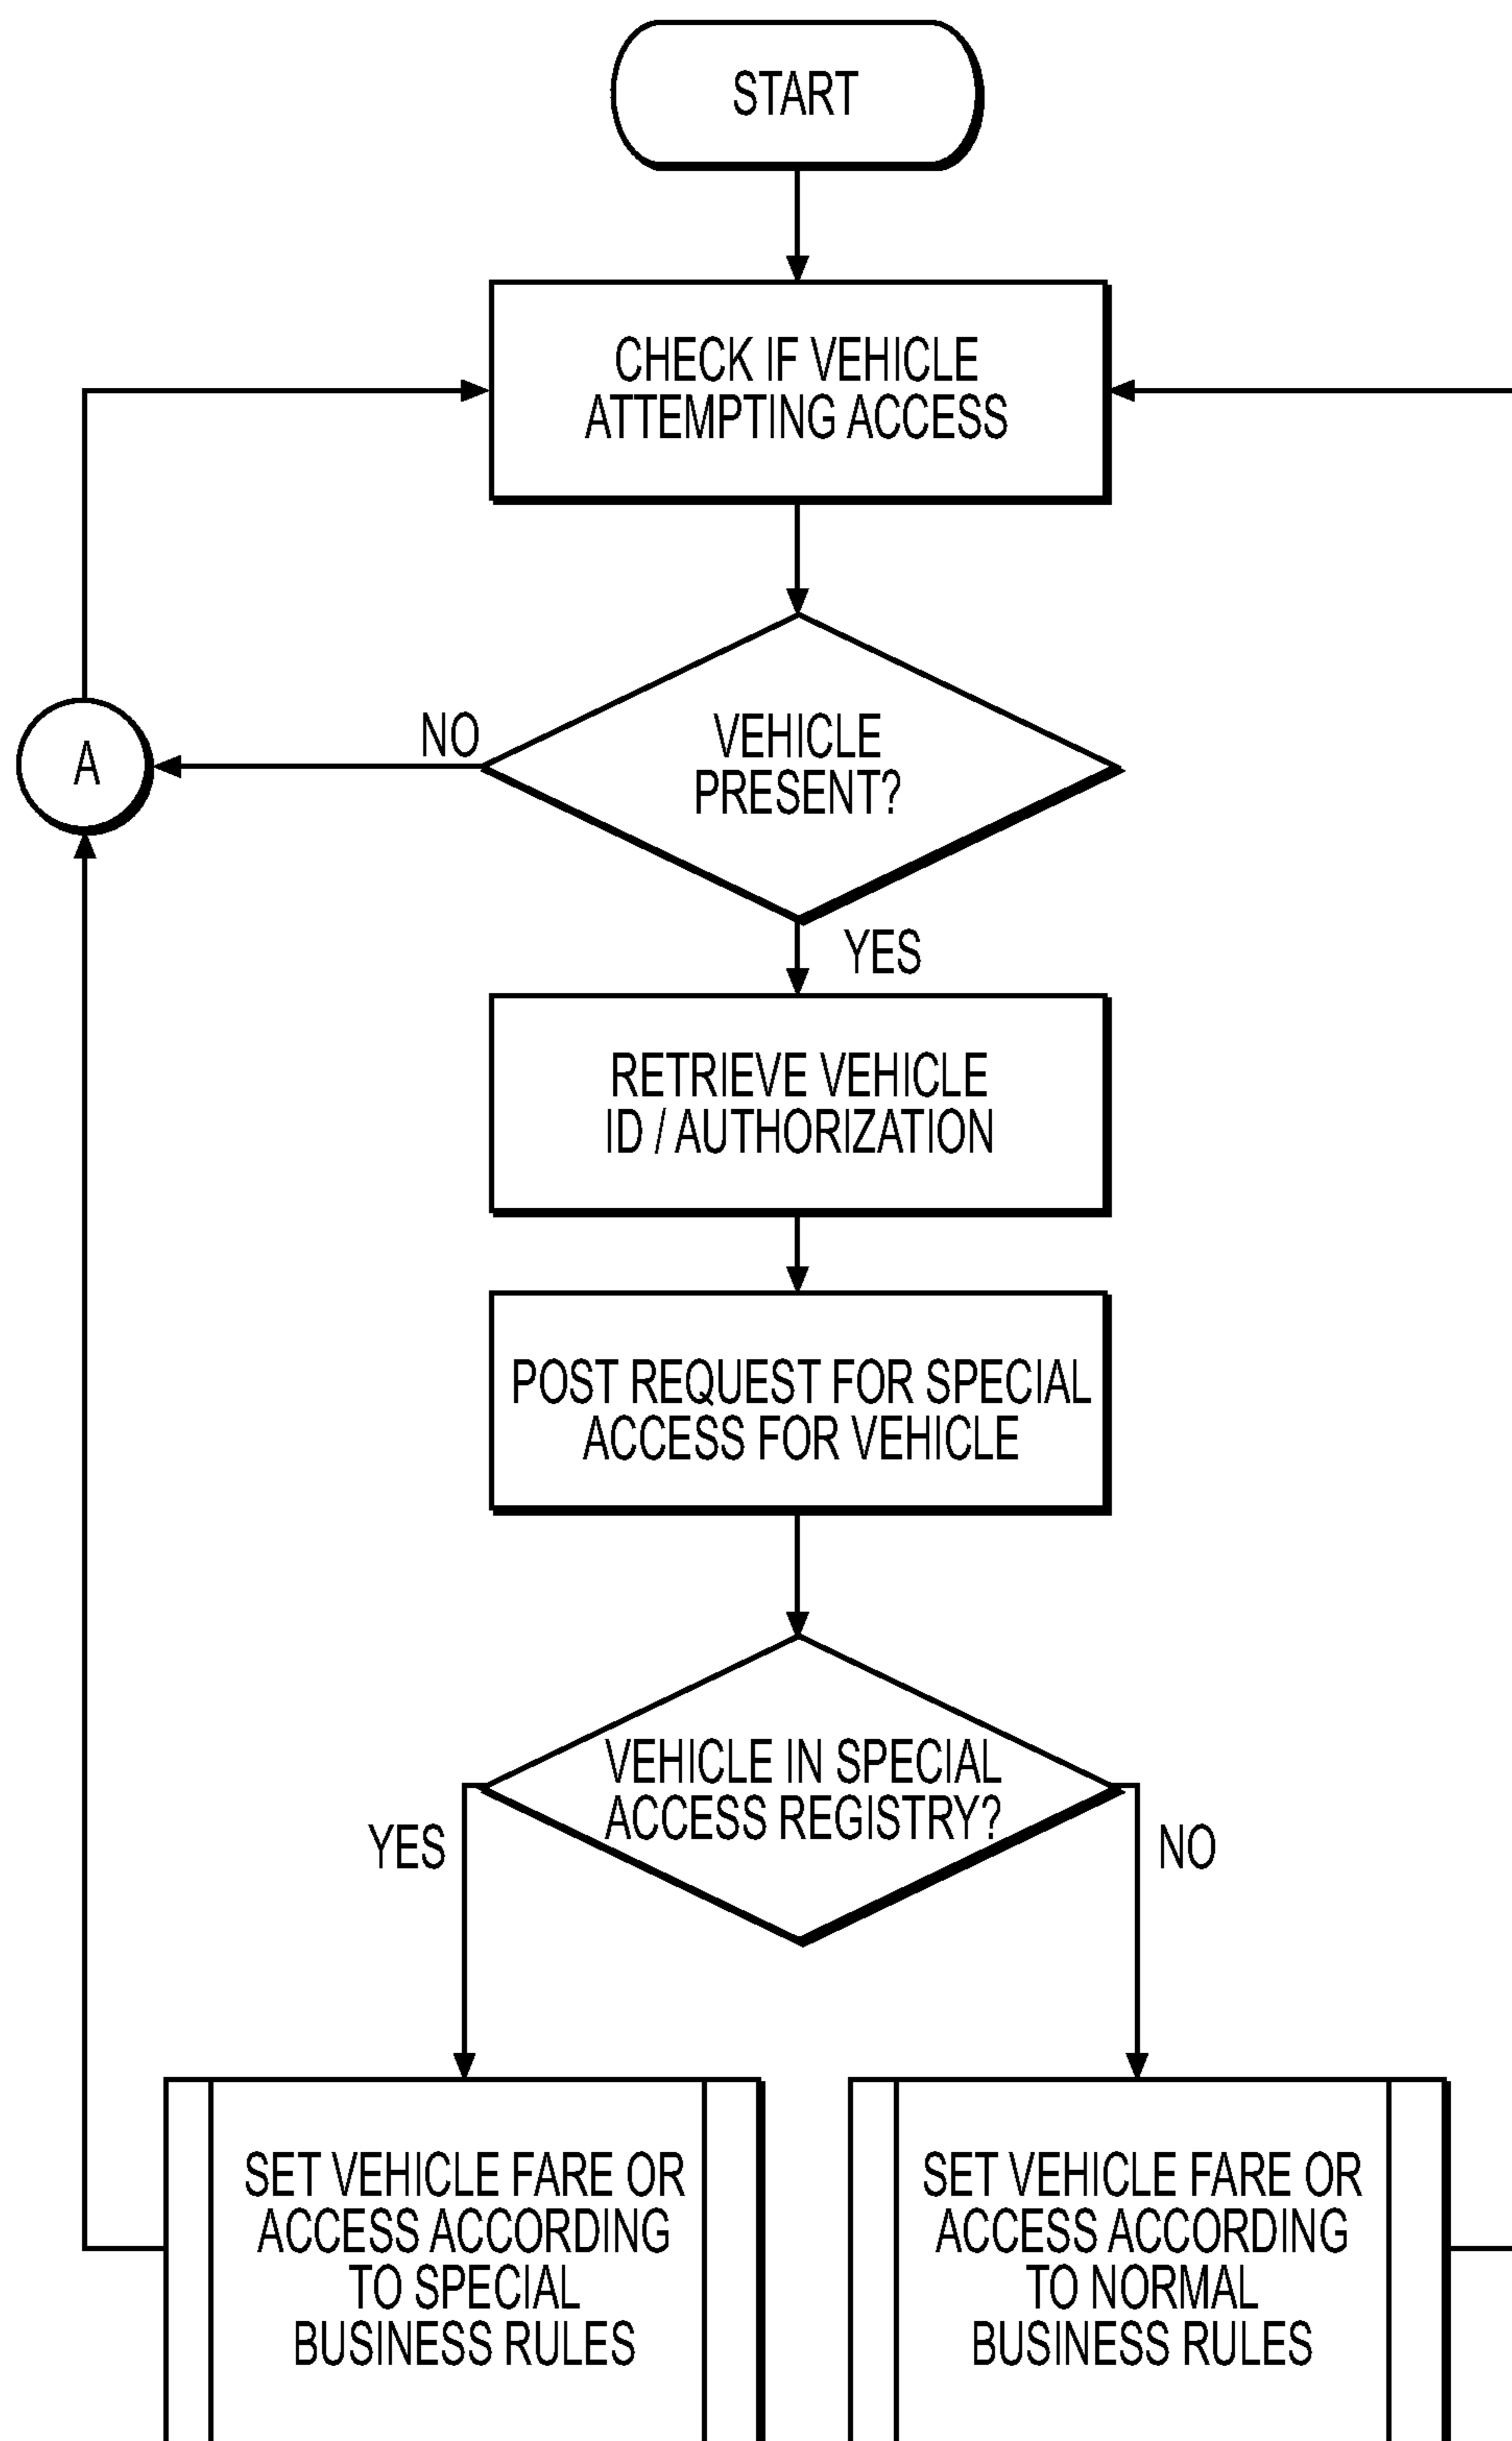 START
CHECK IF VEHICLE
ATTEMPTING ACCESS
NO
A
VEHICLE
PRESENT?
YES
RETRIEVE VEHICLE
ID / AUTHORIZATION
POST REQUEST FOR SPECIAL
ACCESS FOR VEHICLE
VEHICLE IN SPECIAL
ACCESS REGISTRY?
YES
NO
SET VEHICLE FARE OR
ACCESS ACCORDING
TO SPECIAL
BUSINESS RULES
SET VEHICLE FARE OR
ACCESS ACCORDING
TO NORMAL
BUSINESS RULES